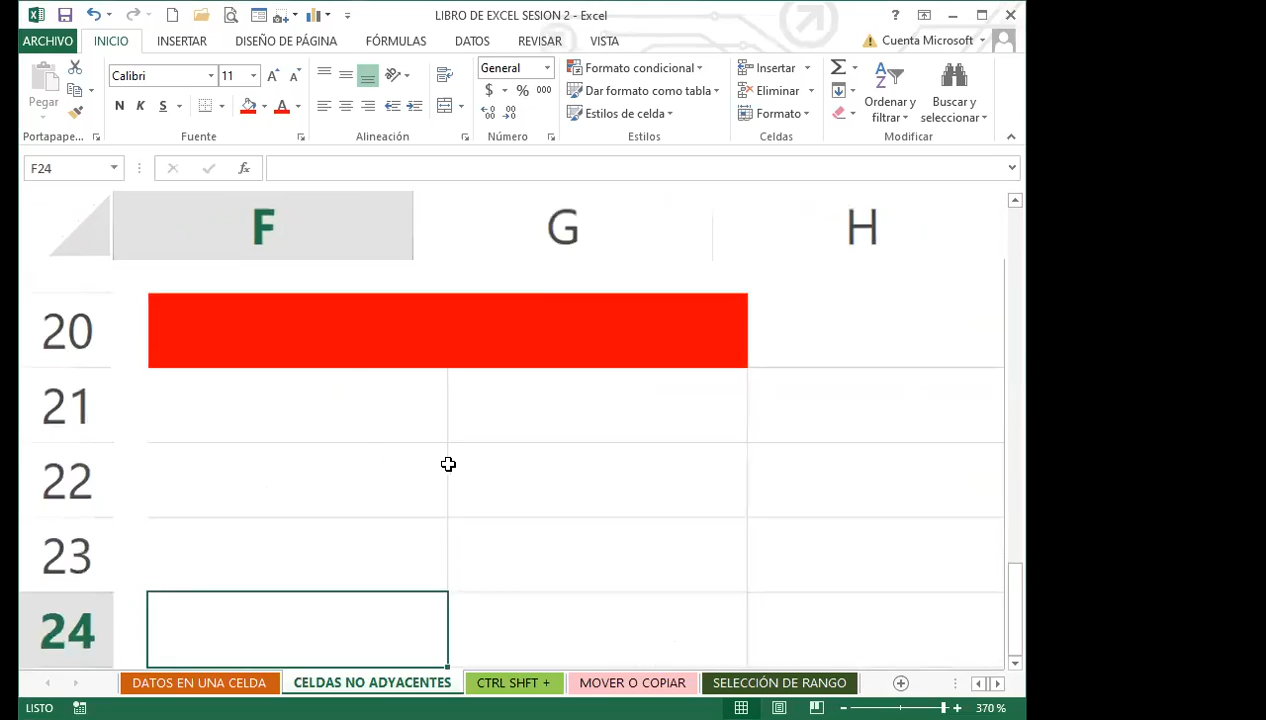 LIBRO DE EXCEL SESION 2 - Excel
ARCHIVO INICIO INSERTAR DISEÑO DE PÁGINA FÓRMULAS DATOS REVISAR VISTA Cuenta Microsoft
Pegar
Calibri 11
N K S A
General
$ % 000
Formato condicional
Dar formato como tabla
Estilos de celda
Insertar
Eliminar
Formato
Ordenar y filtrar
Buscar y seleccionar
Portapape... Fuente Alineación Número Estilos Celdas Modificar
F24 fx
F G H
20
21
22
23
24
DATOS EN UNA CELDA CELDAS NO ADYACENTES CTRL SHFT + MOVER O COPIAR SELECCIÓN DE RANGO
LISTO 370 %